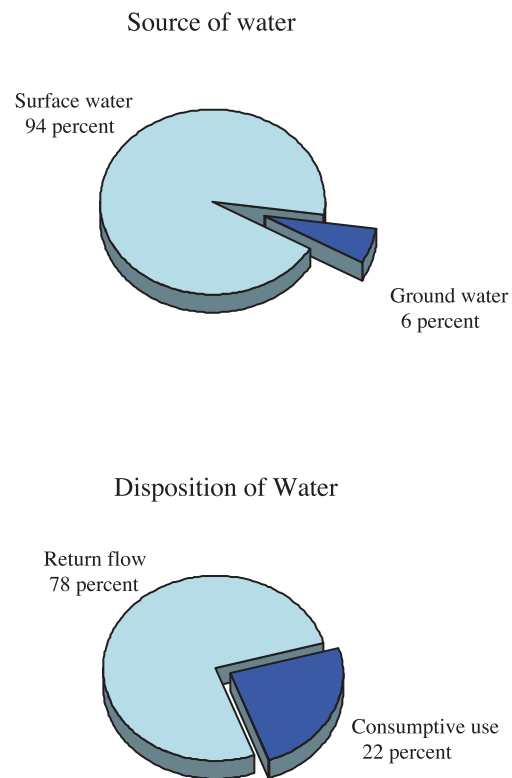 Source of water
Surface water
94 percent
Ground water
6 percent
Disposition of Water
Return flow
78 percent
Consumptive use
22 percent